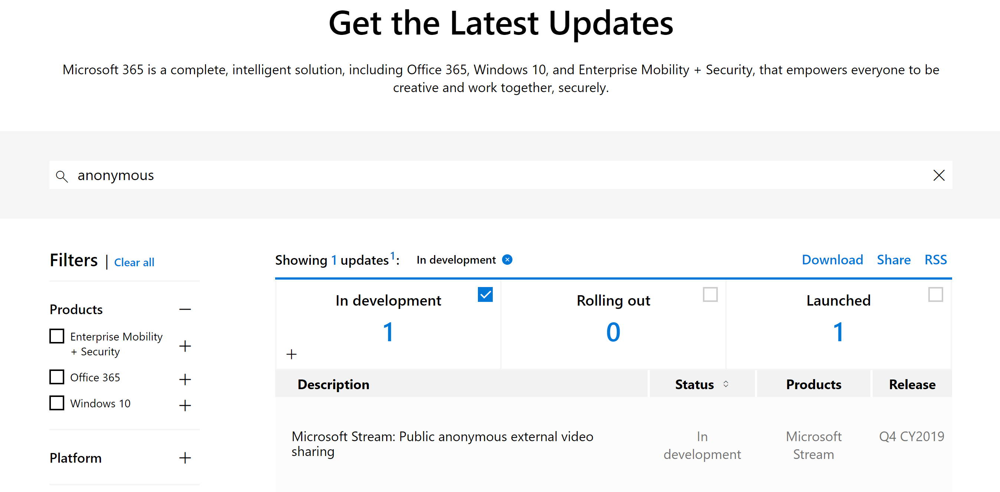 Get the Latest Updates
Microsoft 365 is a complete, intelligent solution, including Office 365, Windows 10, and Enterprise Mobility + Security, that empowers everyone to be
creative and work together, securely.
anonymous
Filters | Clear all
Showing 1 updates1: In development
Download Share RSS
Products
Enterprise Mobility
+ Security
Office 365
Windows 10
Platform
In development
1
Rolling out
0
Launched
1
Description Status Products Release
Microsoft Stream: Public anonymous external video
sharing
In
development
Microsoft
Stream
Q4 CY2019